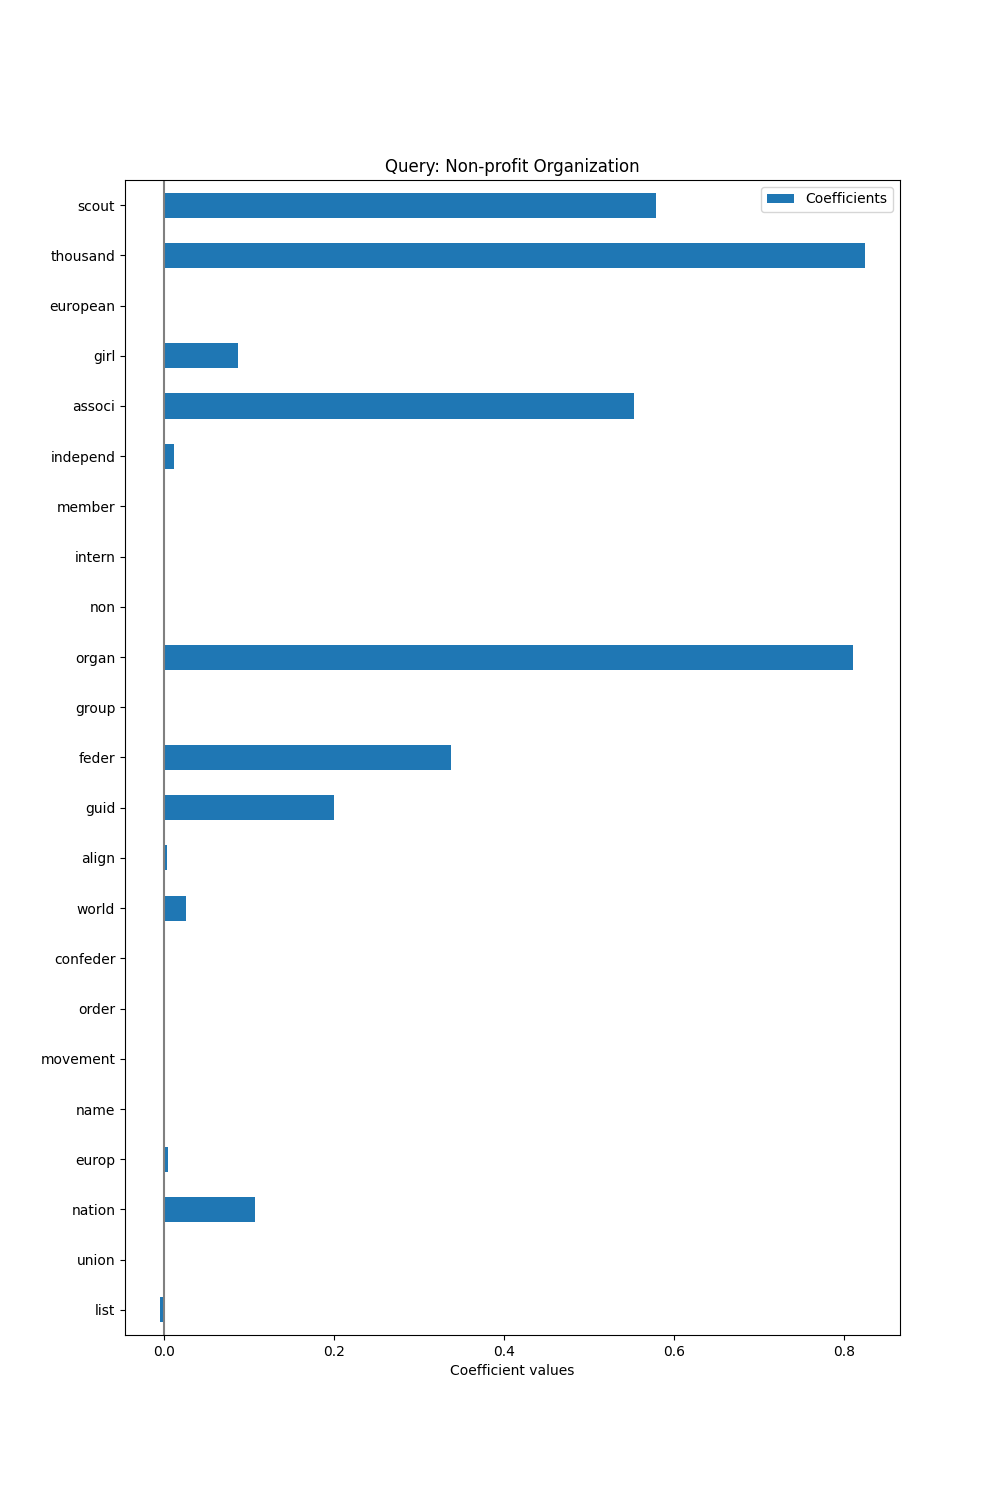 Query: Non-profit Organization
Coefficients
scout
thousand
european
girl
associ
independ
member
intern
non
organ
group
feder
guid
align
world
confeder
order
movement
name
europ
nation
union
list
0.0 0.2 0.4 0.6 0.8
Coefficient values